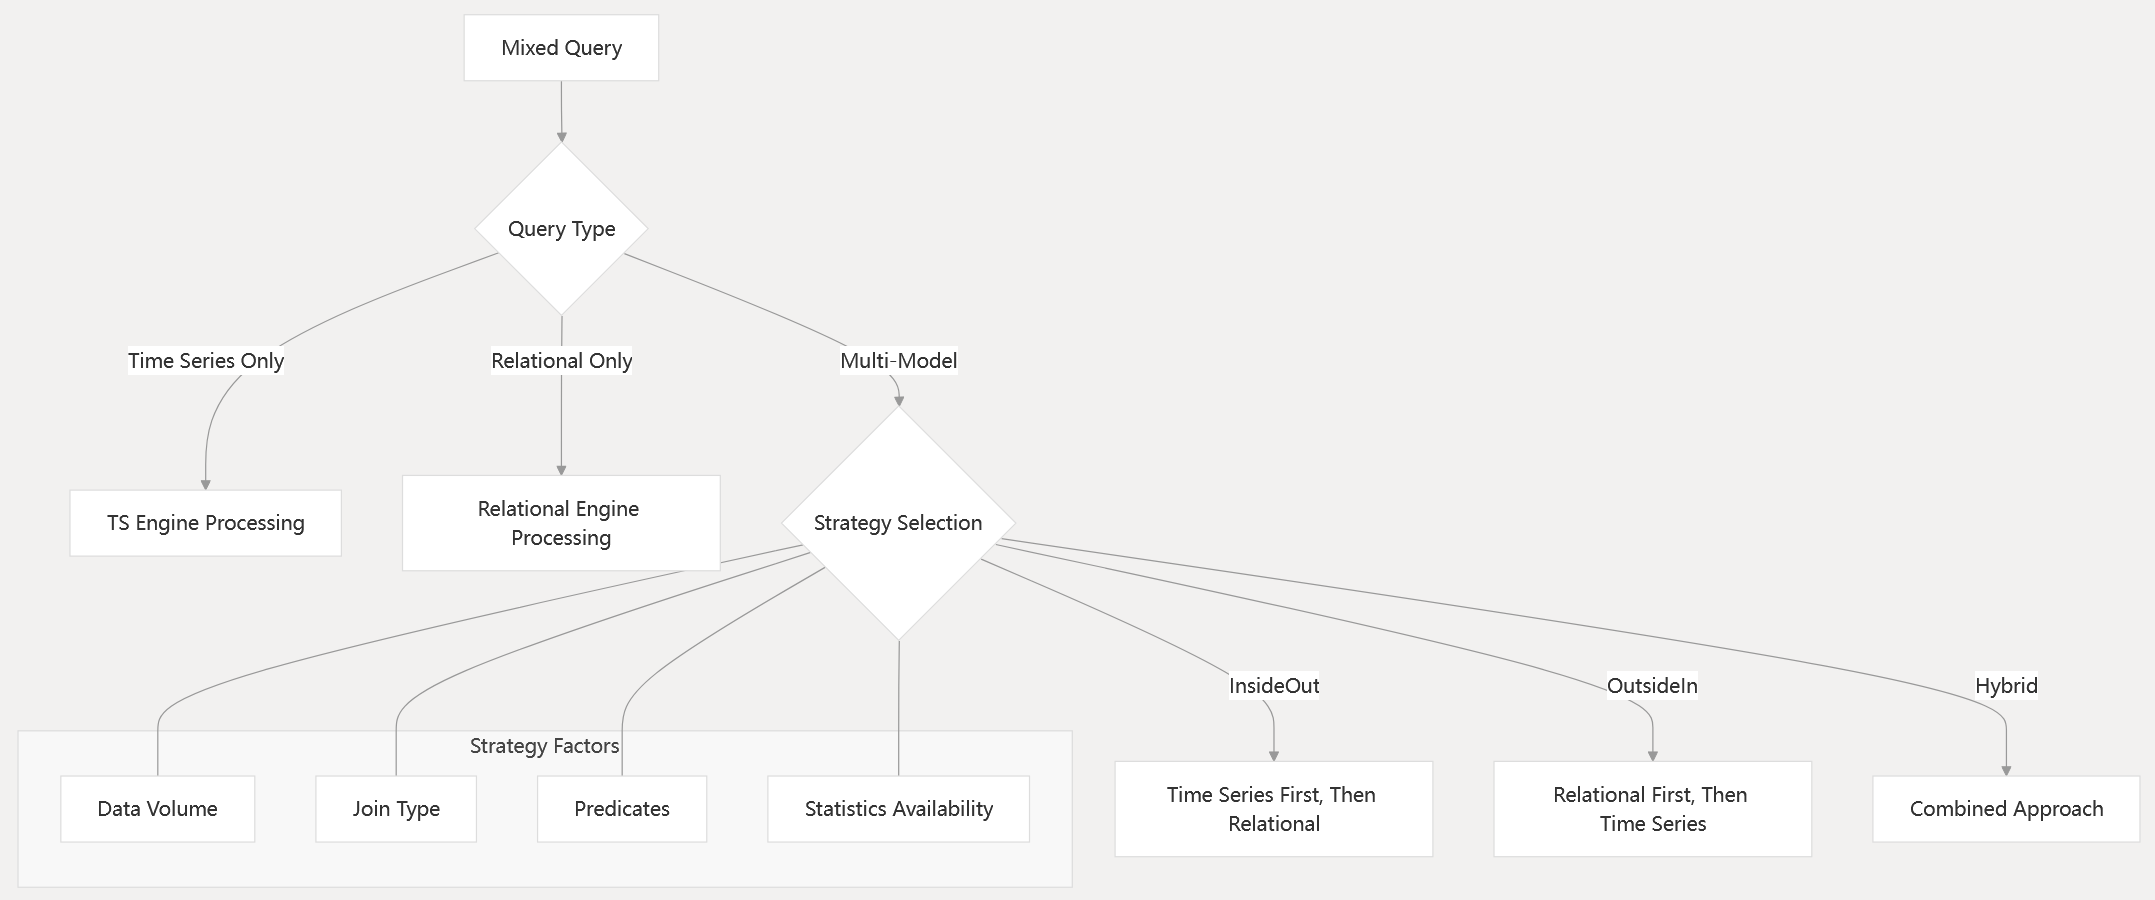 Mixed Query
Query Type
Time Series Only
Relational Only
Multi-Model
TS Engine Processing
Relational Engine
Processing
Strategy Selection
InsideOut
OutsideIn
Hybrid
Strategy Factors
Data Volume
Join Type
Predicates
Statistics Availability
Time Series First, Then
Relational
Relational First, Then
Time Series
Combined Approach